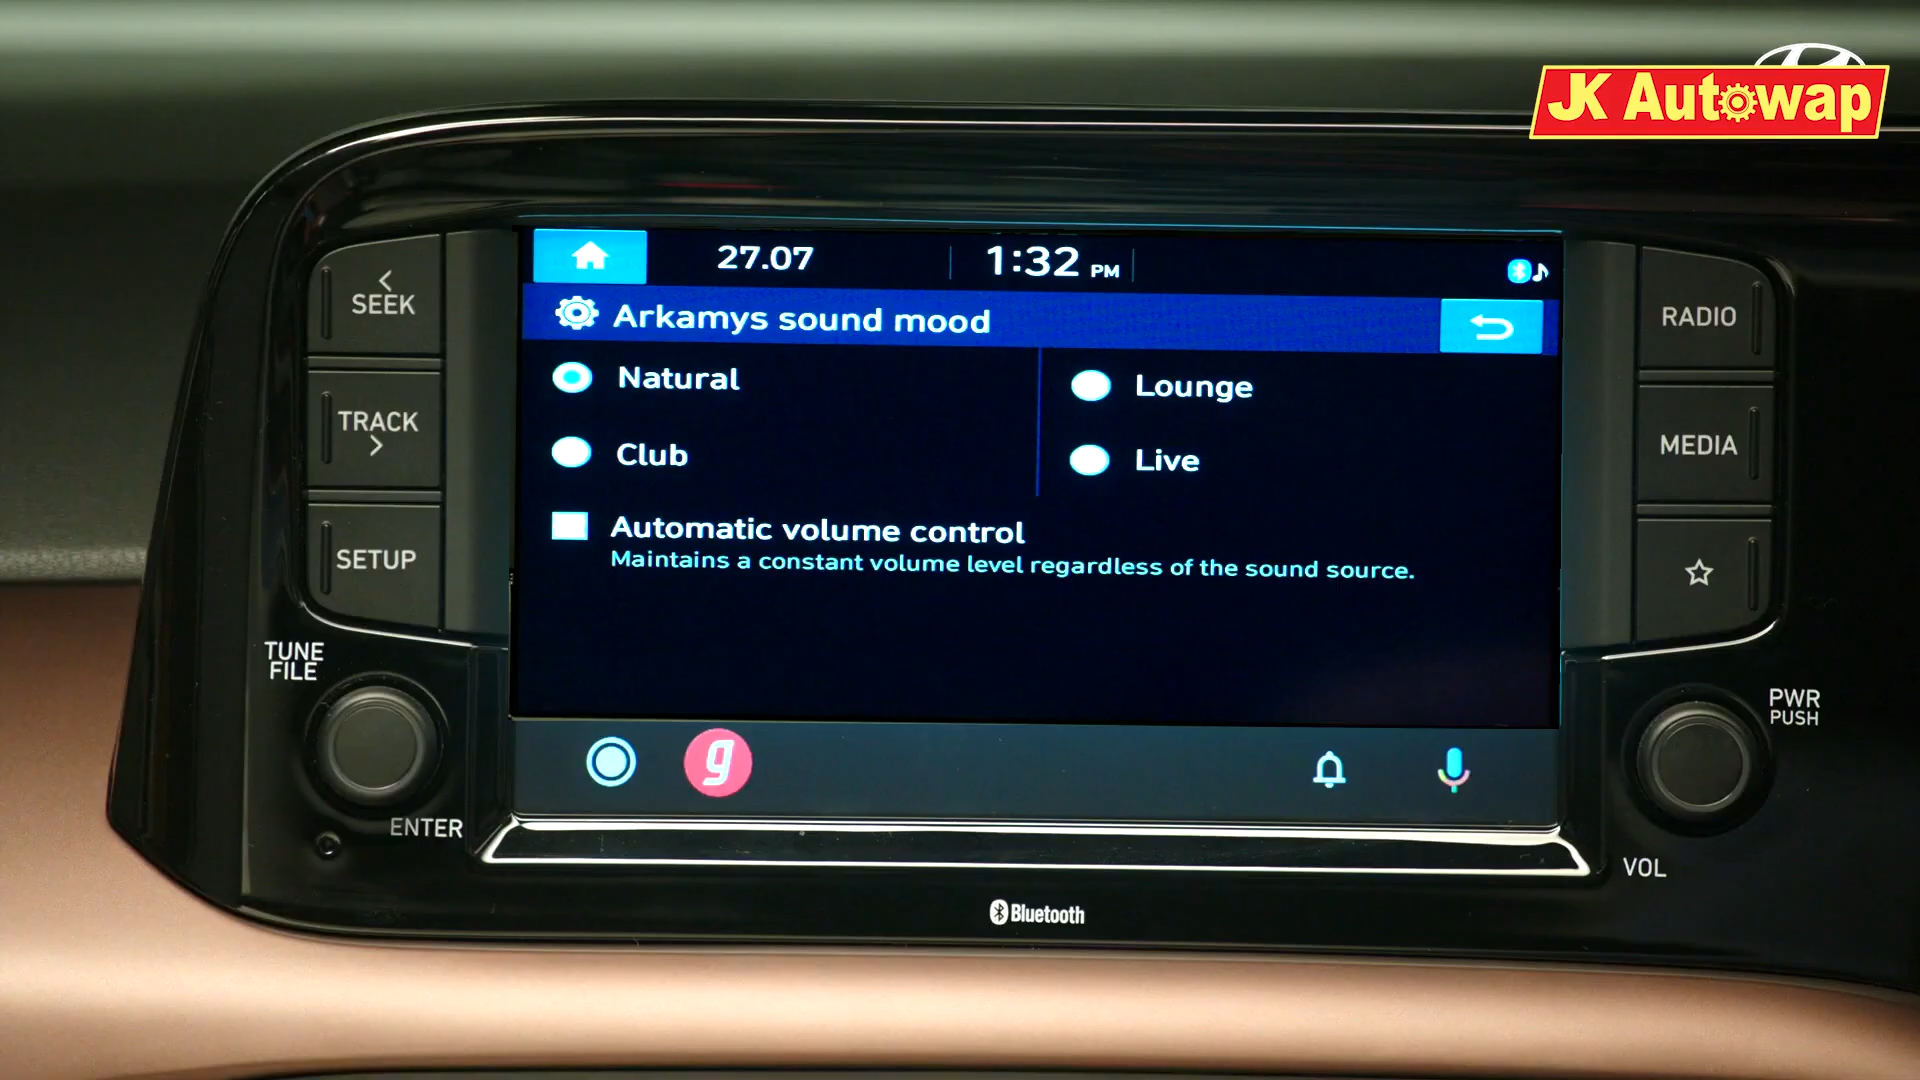 JK Autowap
27.07
1:32 PM
Arkamys sound mood
Natural
Lounge
Club
Live
Automatic volume control
Maintains a constant volume level regardless of the sound source.
g
SEEK
TRACK
SETUP
TUNE
FILE
ENTER
RADIO
MEDIA
PWR
PUSH
VOL
Bluetooth